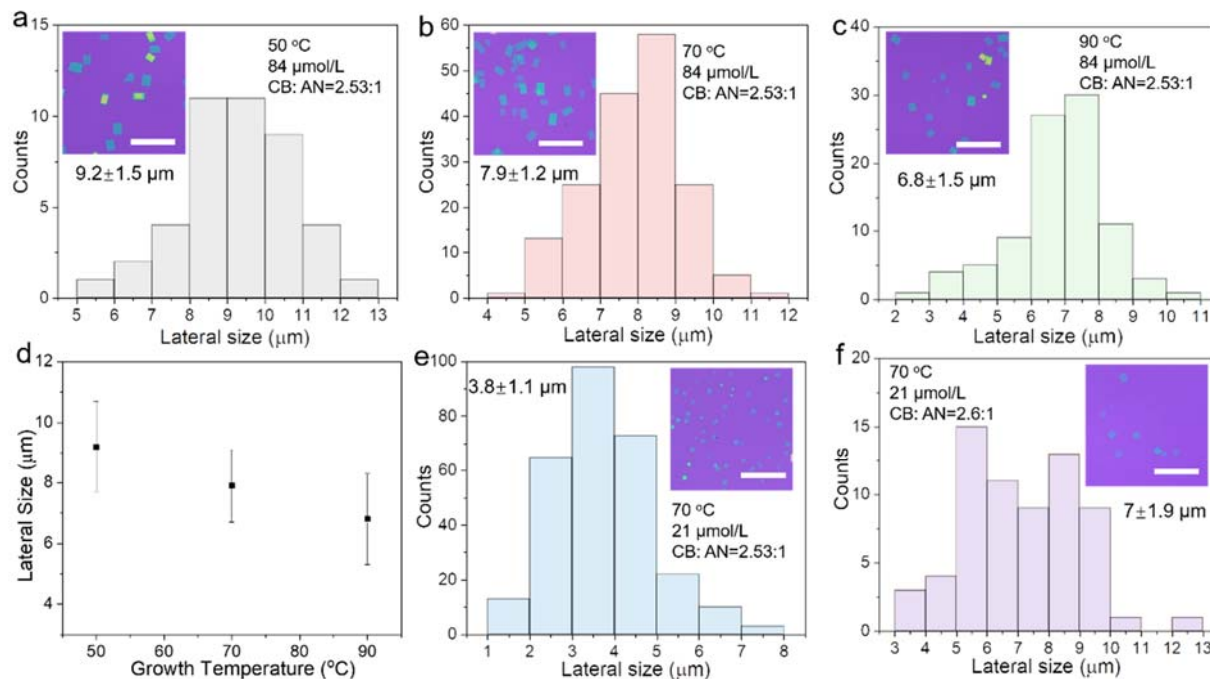 a
50 °C
84 μmol/L
CB: AN=2.53:1
9.2±1.5 μm
Counts
15
10
5
0
5 6 7 8 9 10 11 12 13
Lateral size (μm)
b
70 °C
84 μmol/L
CB: AN=2.53:1
7.9±1.2 μm
Counts
60
50
40
30
20
10
0
4 5 6 7 8 9 10 11 12
Lateral size (μm)
c
90 °C
84 μmol/L
CB: AN=2.53:1
6.8±1.5 μm
Counts
40
30
20
10
0
2 3 4 5 6 7 8 9 10 11
Lateral size (μm)
d
Lateral Size (μm)
12
10
8
6
4
50 60 70 80 90
Growth Temperature (°C)
e
3.8±1.1 μm
70 °C
21 μmol/L
CB: AN=2.53:1
Counts
100
80
60
40
20
0
1 2 3 4 5 6 7 8
Lateral size (μm)
f
70 °C
21 μmol/L
CB: AN=2.6:1
7±1.9 μm
Counts
20
15
10
5
0
3 4 5 6 7 8 9 10 11 12 13
Lateral size (μm)